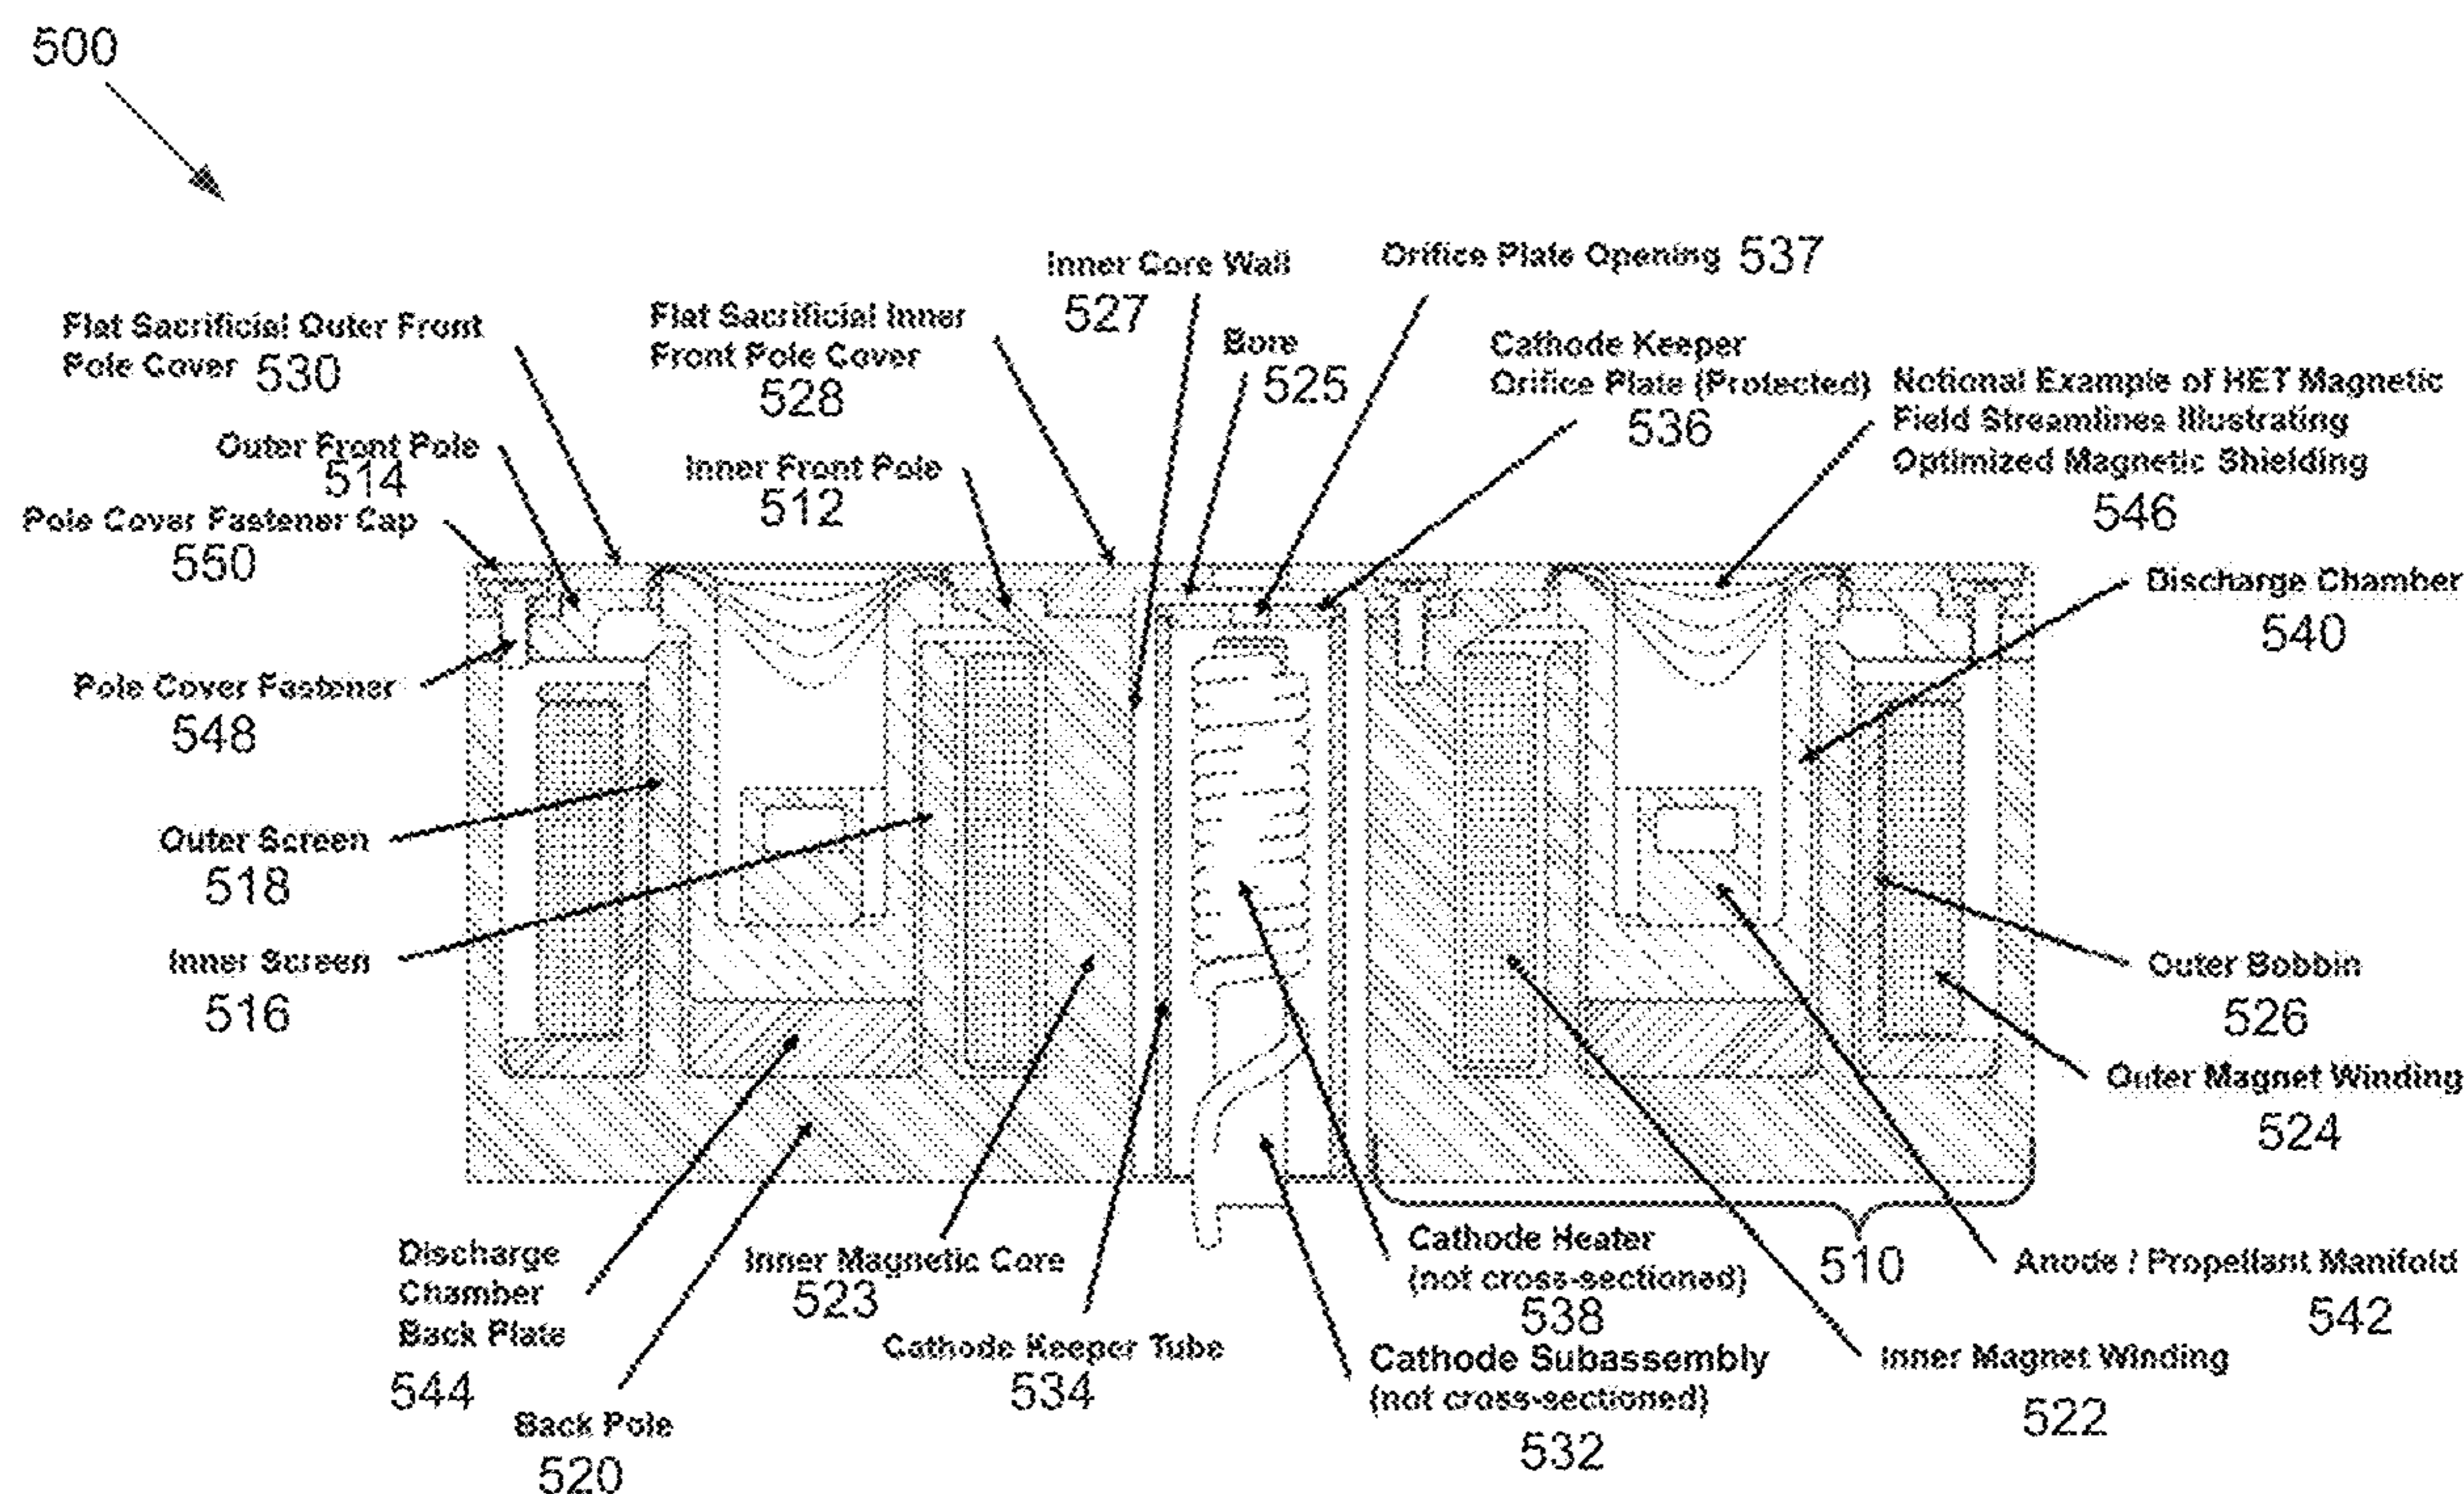 500
Inner Core Wall
527
Orifice Plate Opening 537
Flat Sacrificial Outer Front
Pole Cover 530
Flat Sacrificial Inner
Front Pole Cover
528
Bore
525
Cathode Keeper
Orifice Plate (Protected)
536
Notional Example of HET Magnetic
Field Streamlines Illustrating
Optimized Magnetic Shielding
546
Outer Front Pole
514
Inner Front Pole
512
Pole Cover Fastener Cap
550
Discharge Chamber
540
Pole Cover Fastener
548
Outer Screen
518
Inner Screen
516
Outer Bobbin
526
Outer Magnet Winding
524
Discharge
Chamber
Back Plate
544
Back Pole
520
Inner Magnetic Core
523
Cathode Keeper Tube
534
Cathode Heater
(not cross-sectioned)
538
Cathode Subassembly
(not cross-sectioned)
532
510
Anode / Propellant Manifold
542
Inner Magnet Winding
522